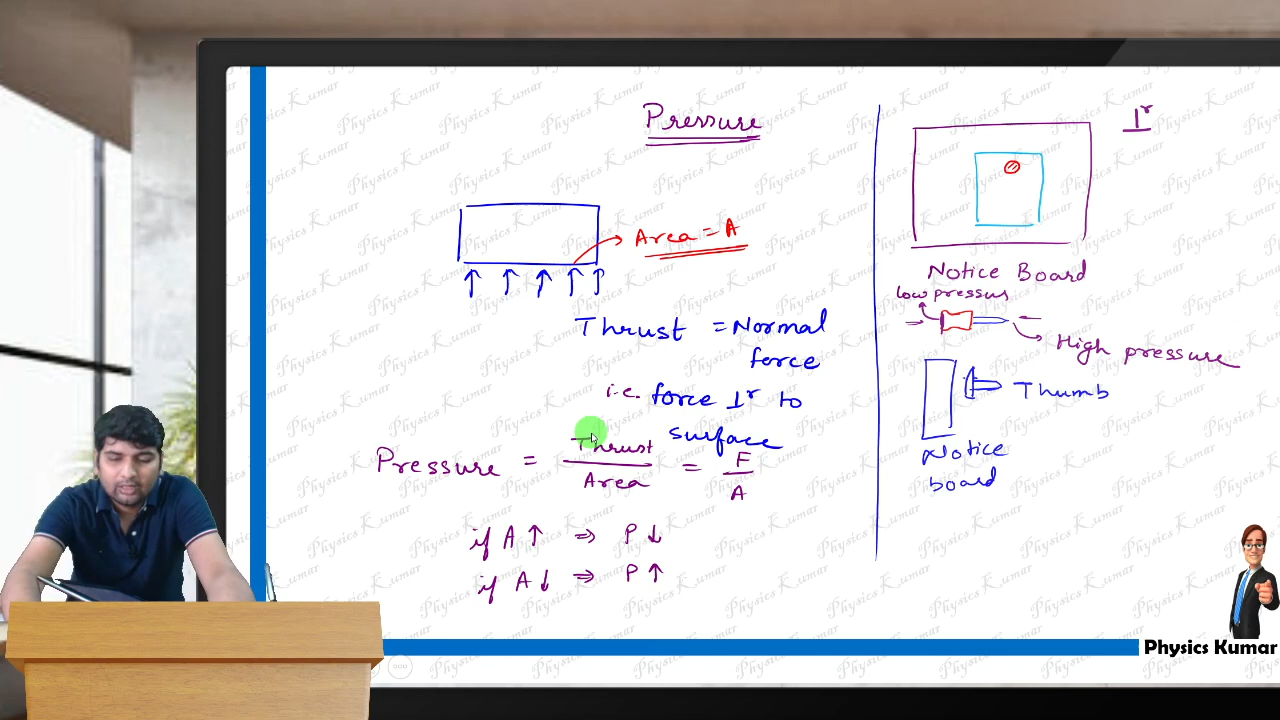 Pressure
Area = A
Thrust = Normal
force
i.e. force ⊥r to
surface
Pressure = Thrust / Area = F / A
if A ↑ ⇒ P ↓
if A ↓ ⇒ P ↑
⊥r
Notice Board
low pressus
High pressure
Thumb
Notice
board
Physics Kumar